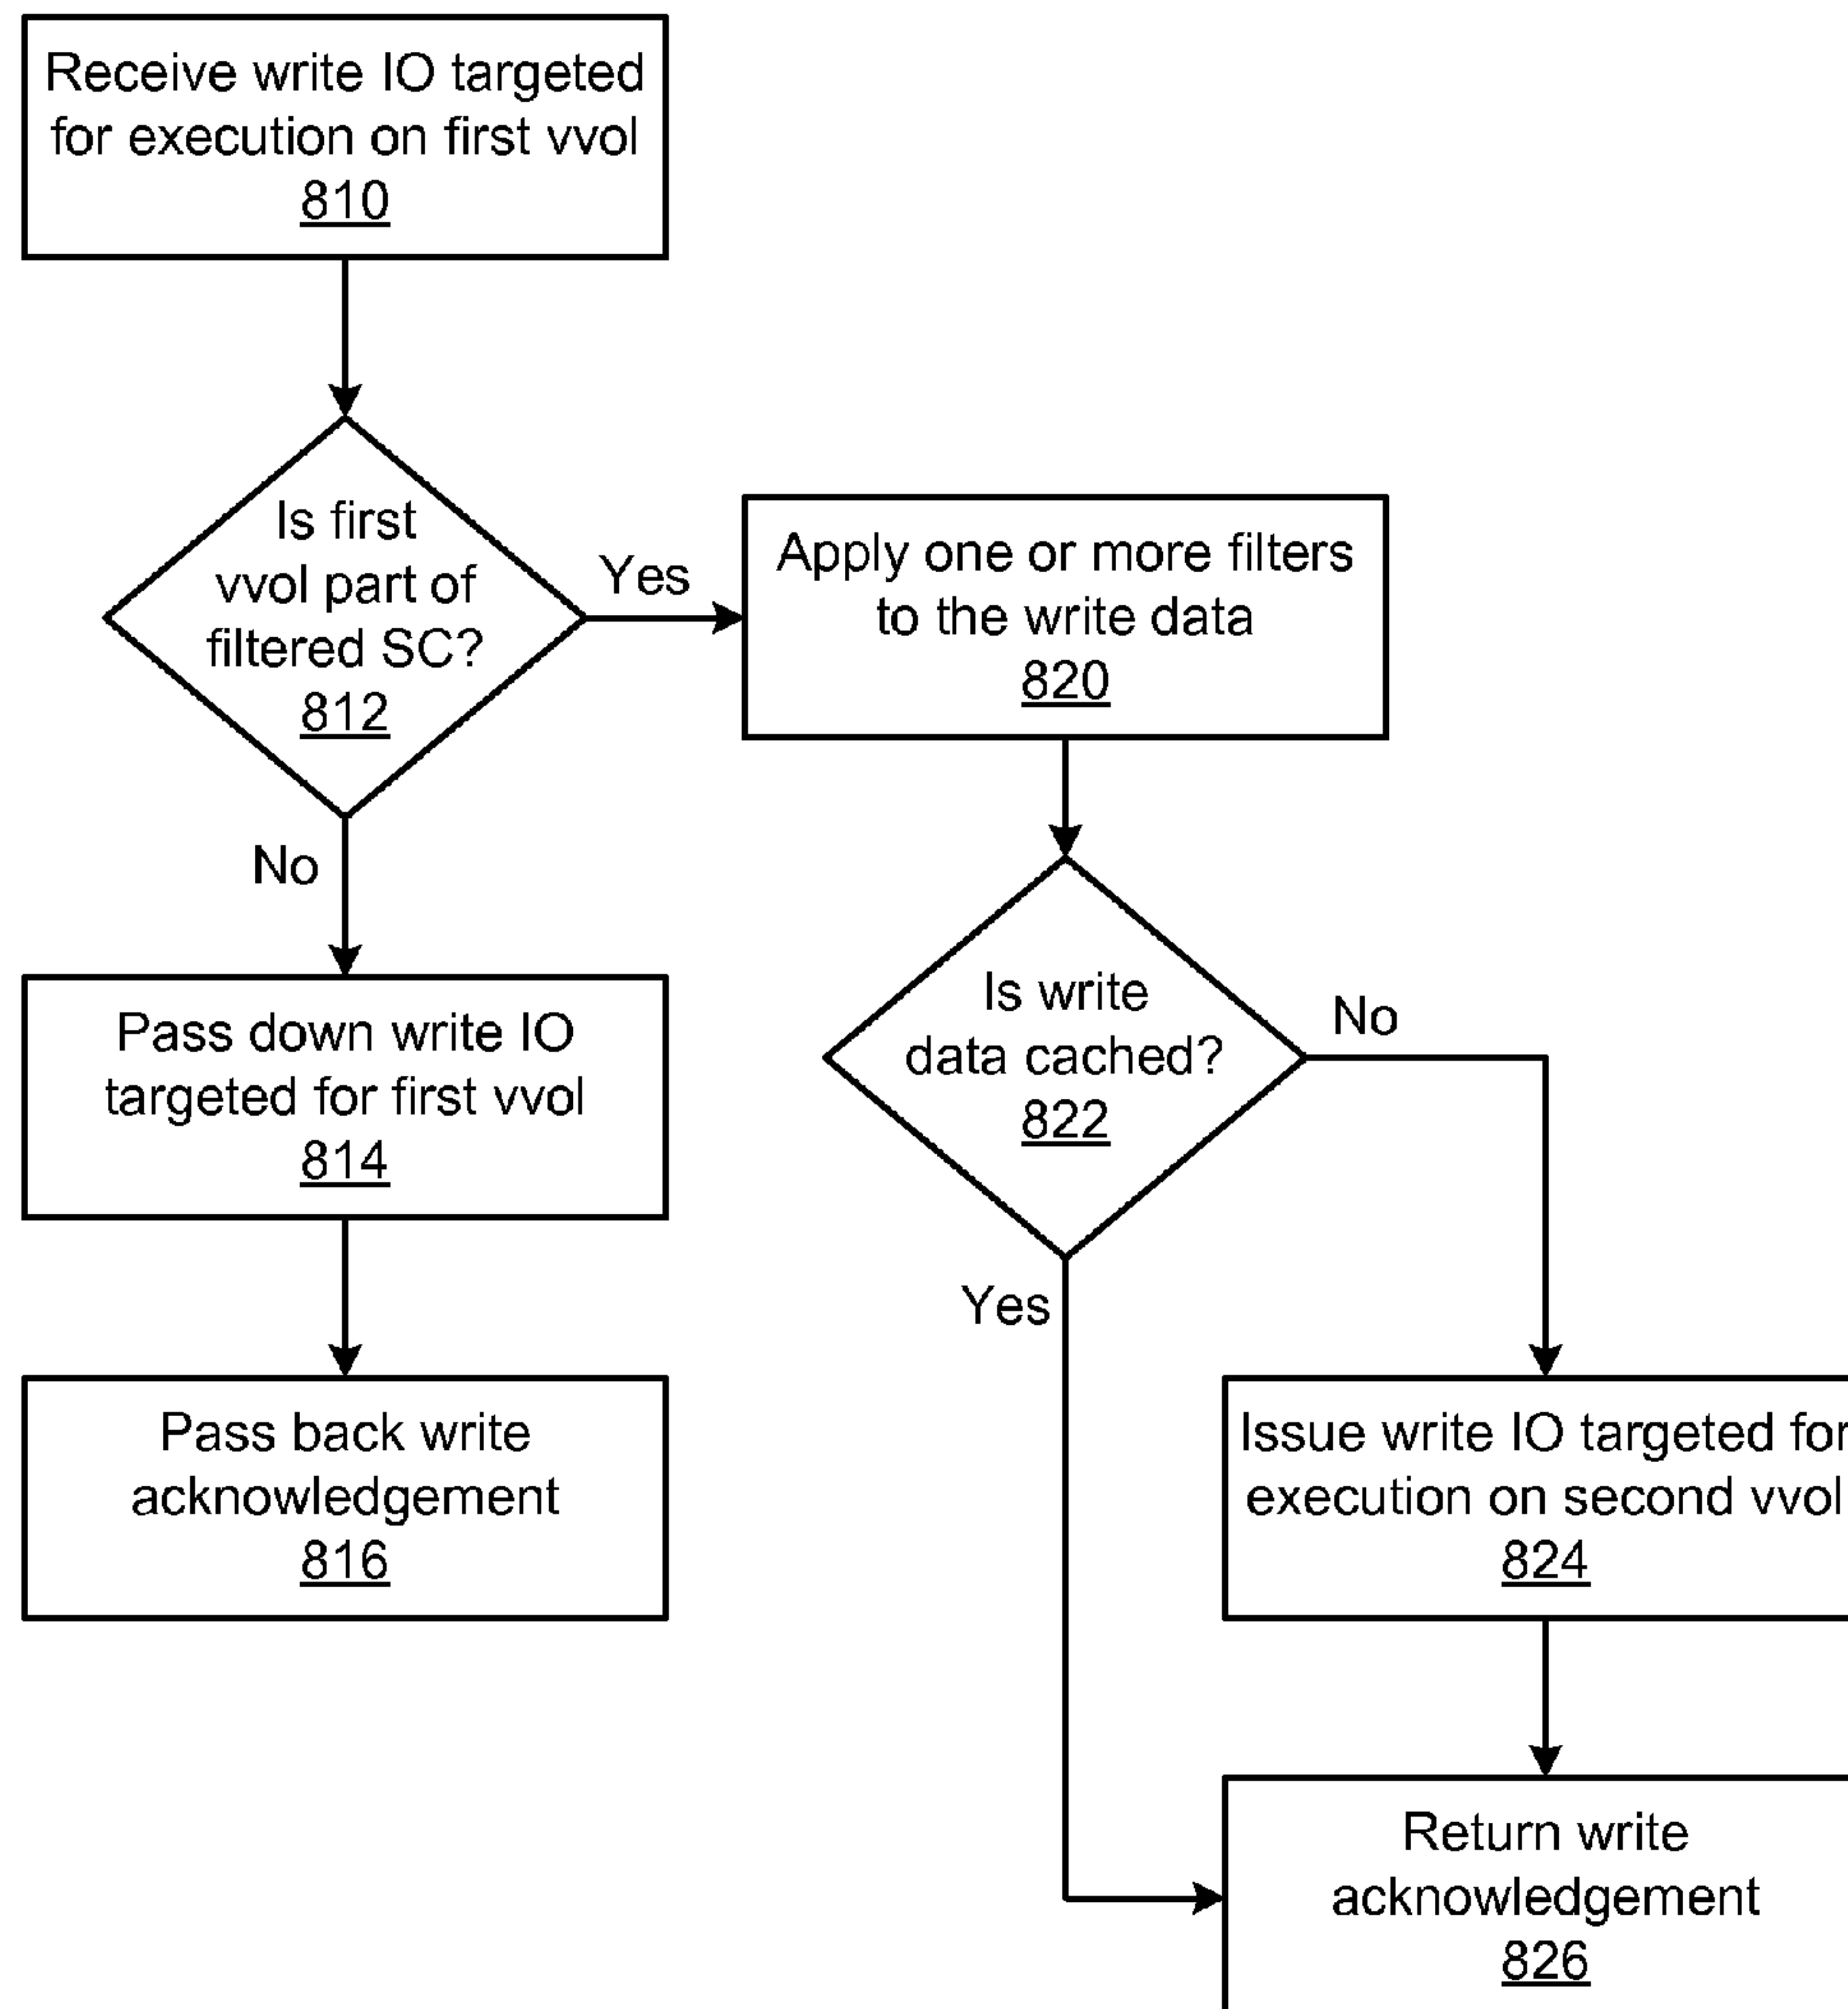 Receive write IO targeted
for execution on first vvol
810
Is first
vvol part of
filtered SC?
812
Yes
No
Apply one or more filters
to the write data
820
Pass down write IO
targeted for first vvol
814
Is write
data cached?
822
No
Yes
Pass back write
acknowledgement
816
Issue write IO targeted for
execution on second vvol
824
Return write
acknowledgement
826